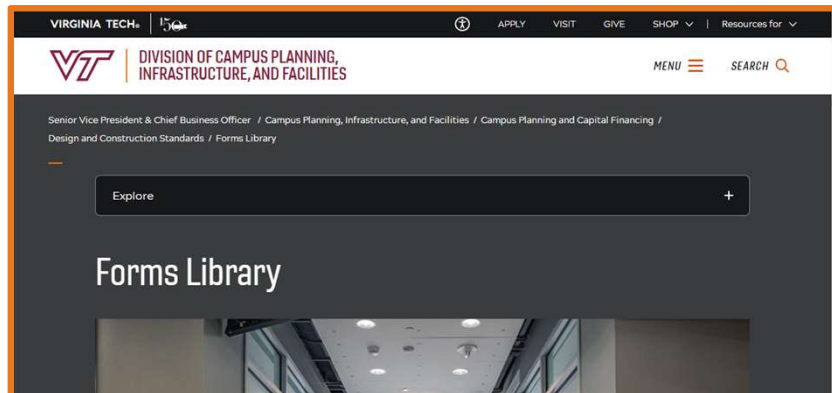 VIRGINIA TECH. 150 APPLY VISIT GIVE SHOP | Resources for
VT DIVISION OF CAMPUS PLANNING,
INFRASTRUCTURE, AND FACILITIES
MENU SEARCH
Senior Vice President & Chief Business Officer / Campus Planning, Infrastructure, and Facilities / Campus Planning and Capital Financing /
Design and Construction Standards / Forms Library
Explore +
Forms Library